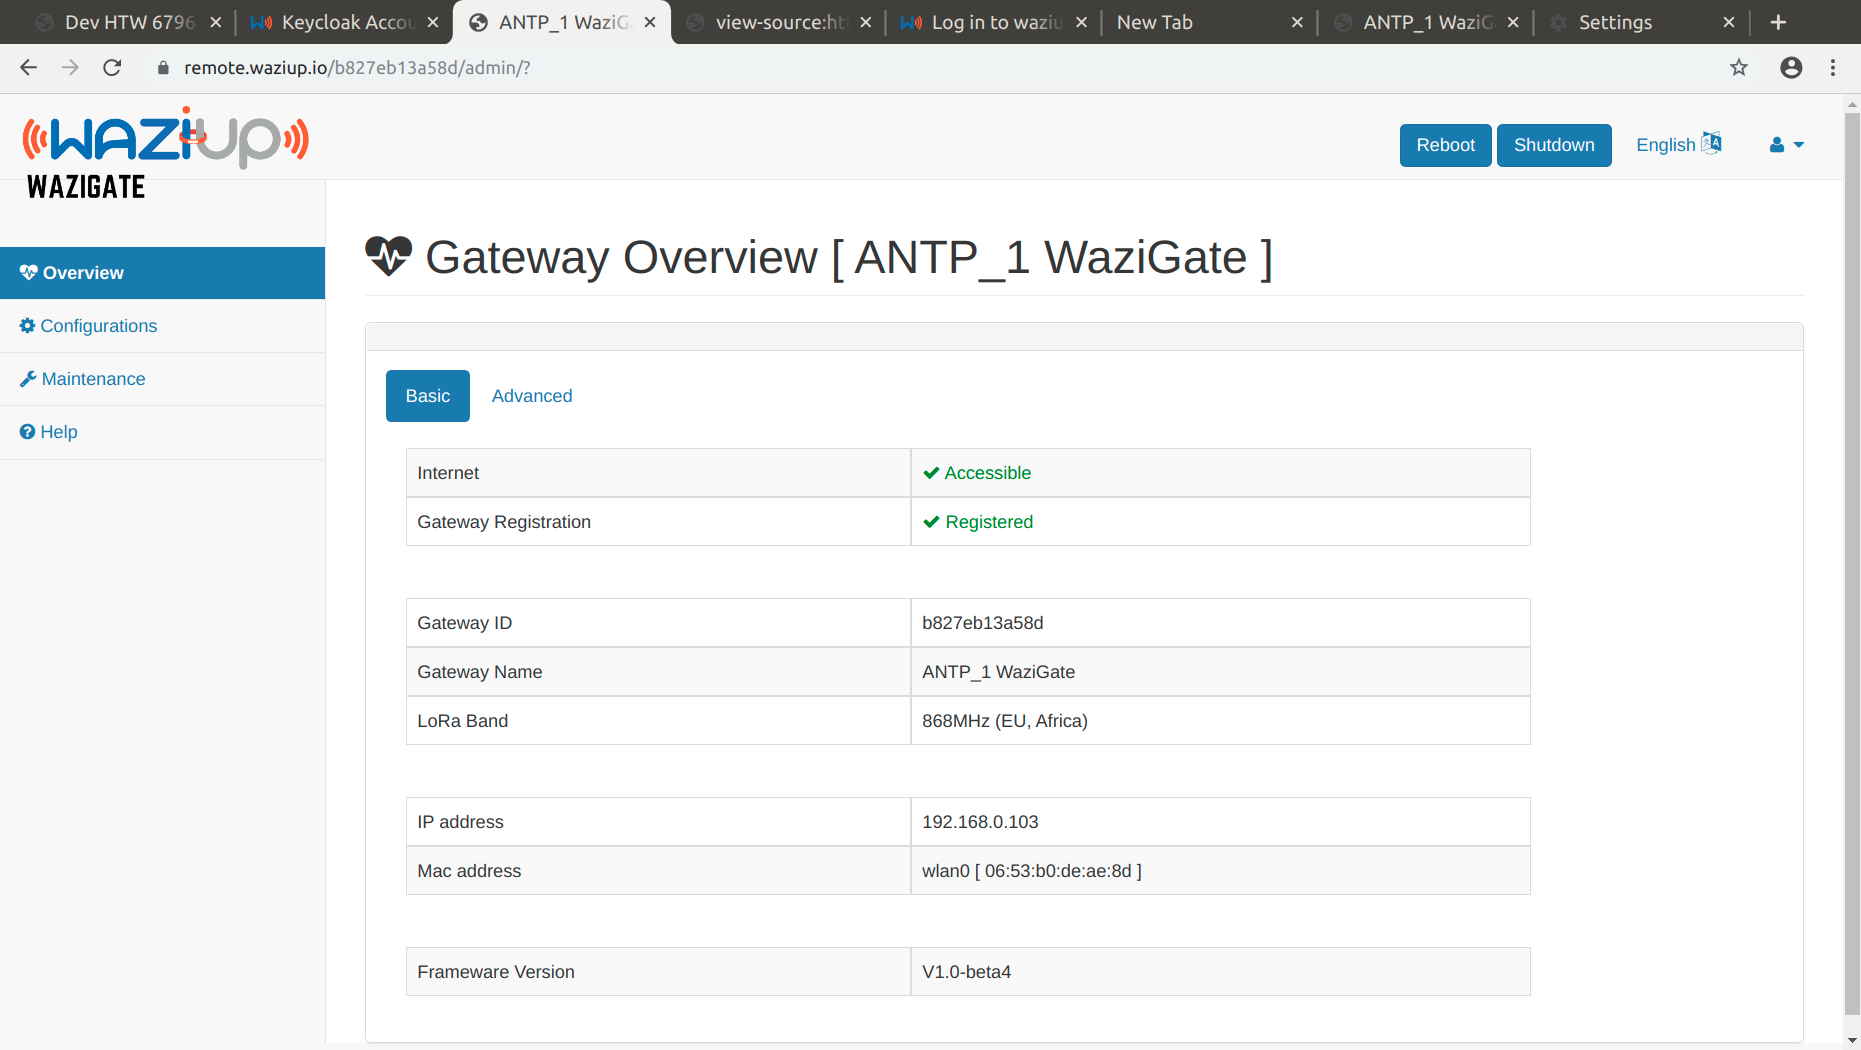 Dev HTW 6796
Keycloak Accou
ANTP_1 WaziG
view-source:ht
Log in to waziu
New Tab
ANTP_1 WaziG
Settings
remote.waziup.io/b827eb13a58d/admin/?
WAZIUP
WAZIGATE
Reboot
Shutdown
English
Overview
Configurations
Maintenance
Help
Gateway Overview [ ANTP_1 WaziGate ]
Basic
Advanced
Internet Accessible
Gateway Registration Registered
Gateway ID b827eb13a58d
Gateway Name ANTP_1 WaziGate
LoRa Band 868MHz (EU, Africa)
IP address 192.168.0.103
Mac address wlan0 [ 06:53:b0:de:ae:8d ]
Frameware Version V1.0-beta4